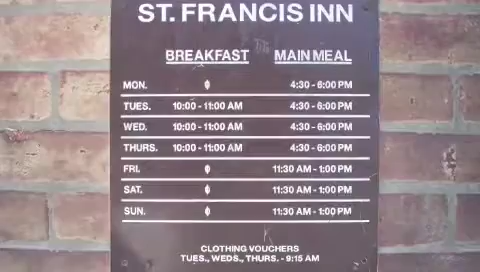 ST. FRANCIS INN
BREAKFAST MAIN MEAL
MON. ϕ 4:30 - 6:00 PM
TUES. 10:00 - 11:00 AM 4:30 - 6:00 PM
WED. 10:00 - 11:00 AM 4:30 - 6:00 PM
THURS. 10:00 - 11:00 AM 4:30 - 6:00 PM
FRI. ϕ 11:30 AM - 1:00 PM
SAT. ϕ 11:30 AM - 1:00 PM
SUN. ϕ 11:30 AM - 1:00 PM
CLOTHING VOUCHERS
TUES., WEDS., THURS. - 9:15 AM